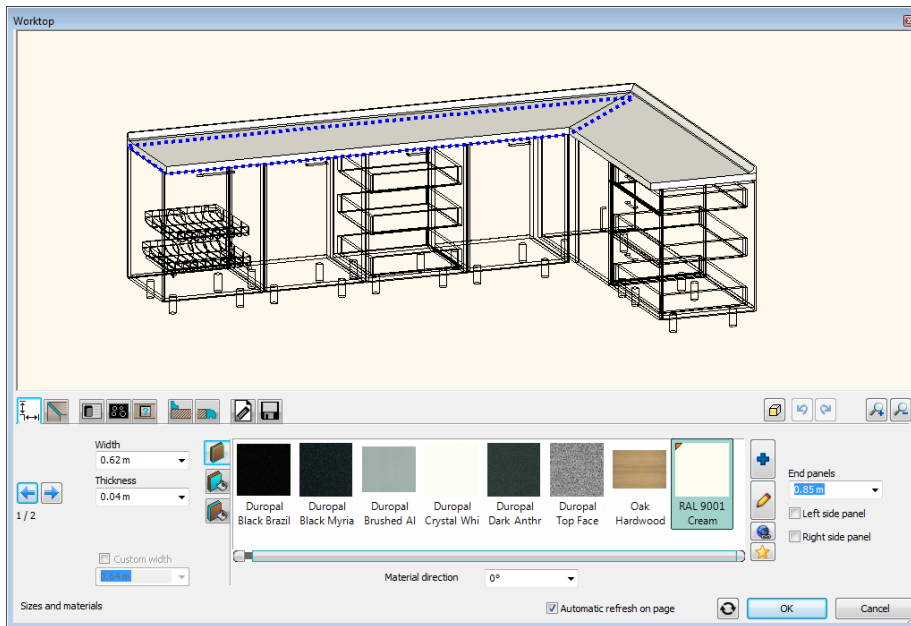 Worktop
Width
0.62 m
Thickness
0.04 m
1 / 2
Custom width
0.64 m
Duropal
Black Brazil
Duropal
Black Myria
Duropal
Brushed Al
Duropal
Crystal Whi
Duropal
Dark Anthr
Duropal
Top Face
Oak
Hardwood
RAL 9001
Cream
Material direction
0°
End panels
0.85 m
Left side panel
Right side panel
Sizes and materials
Automatic refresh on page
OK
Cancel